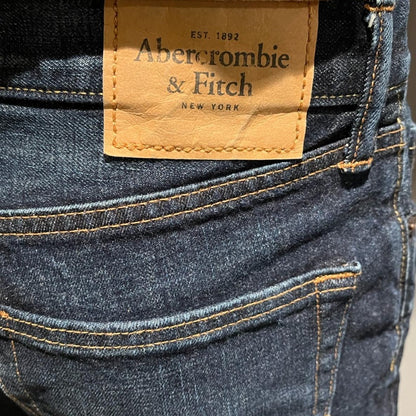 EST. 1892
Abercrombie
& Fitch
NEW YORK